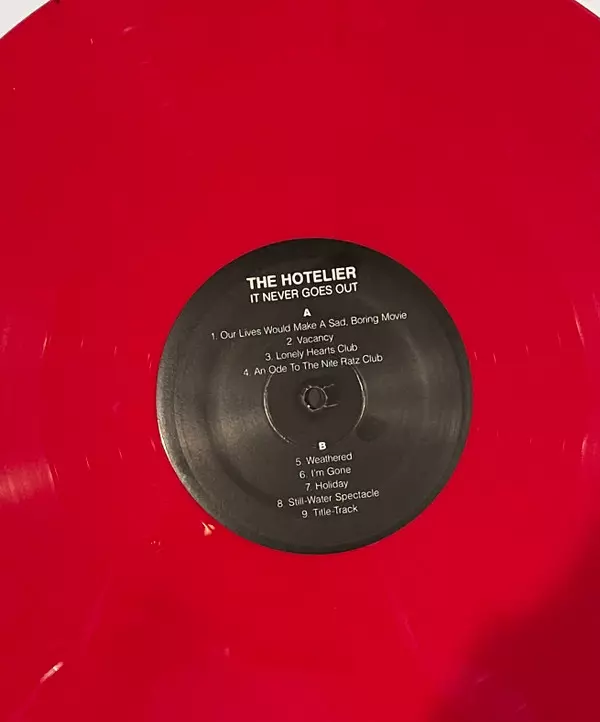 THE HOTELIER
IT NEVER GOES OUT
A
1. Our Lives Would Make A Sad, Boring Movie
2 Vacancy
3. Lonely Hearts Club
4. An Ode To The Nite Ratz Club
B
5 Weathered
6. I'm Gone
7. Holiday
8. Still-Water Spectacle
9. Title-Track